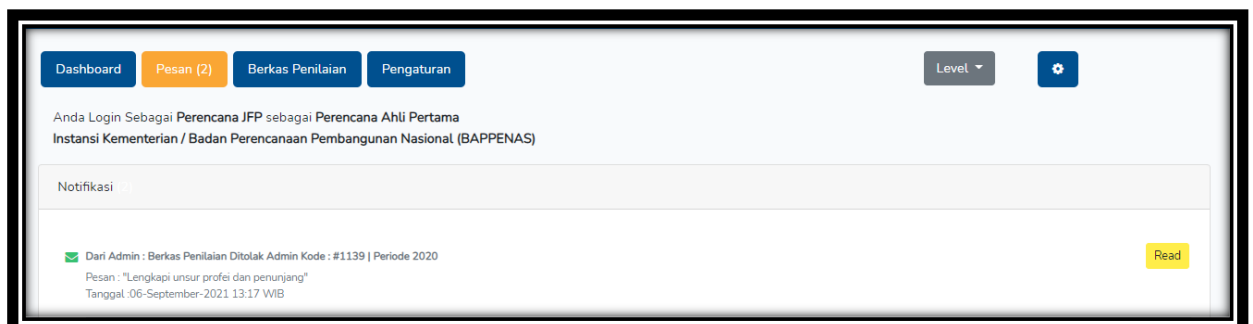 Dashboard Pesan (2) Berkas Penilaian Pengaturan Level
Anda Login Sebagai Perencana JFP sebagai Perencana Ahli Pertama
Instansi Kementerian / Badan Perencanaan Pembangunan Nasional (BAPPENAS)
Notifikasi (2)
Dari Admin : Berkas Penilaian Ditolak Admin Kode : #1139 | Periode 2020 Read
Pesan : "Lengkapi unsur profei dan penunjang"
Tanggal :06-September-2021 13:17 WIB